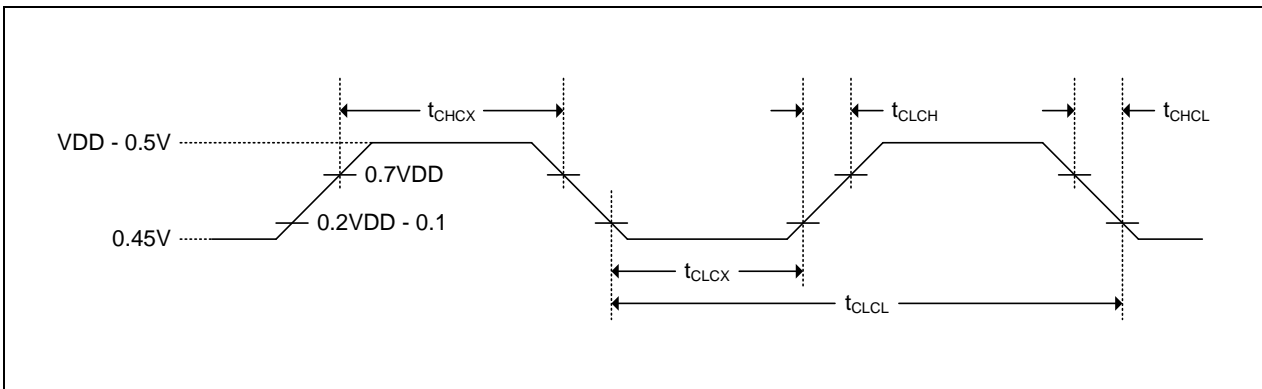 tCHCX
tCLCH
tCHCL
VDD - 0.5V
0.7VDD
0.2VDD - 0.1
0.45V
tCLCX
tCLCL